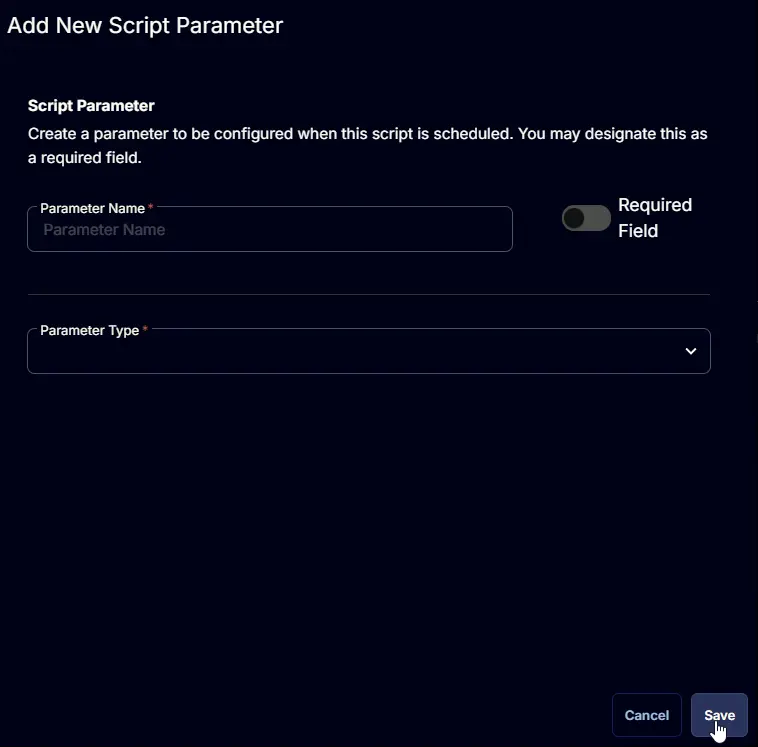 Add New Script Parameter
Script Parameter
Create a parameter to be configured when this script is scheduled. You may designate this as
a required field.
Parameter Name *
Parameter Name
Required
Field
Parameter Type *
Cancel
Save